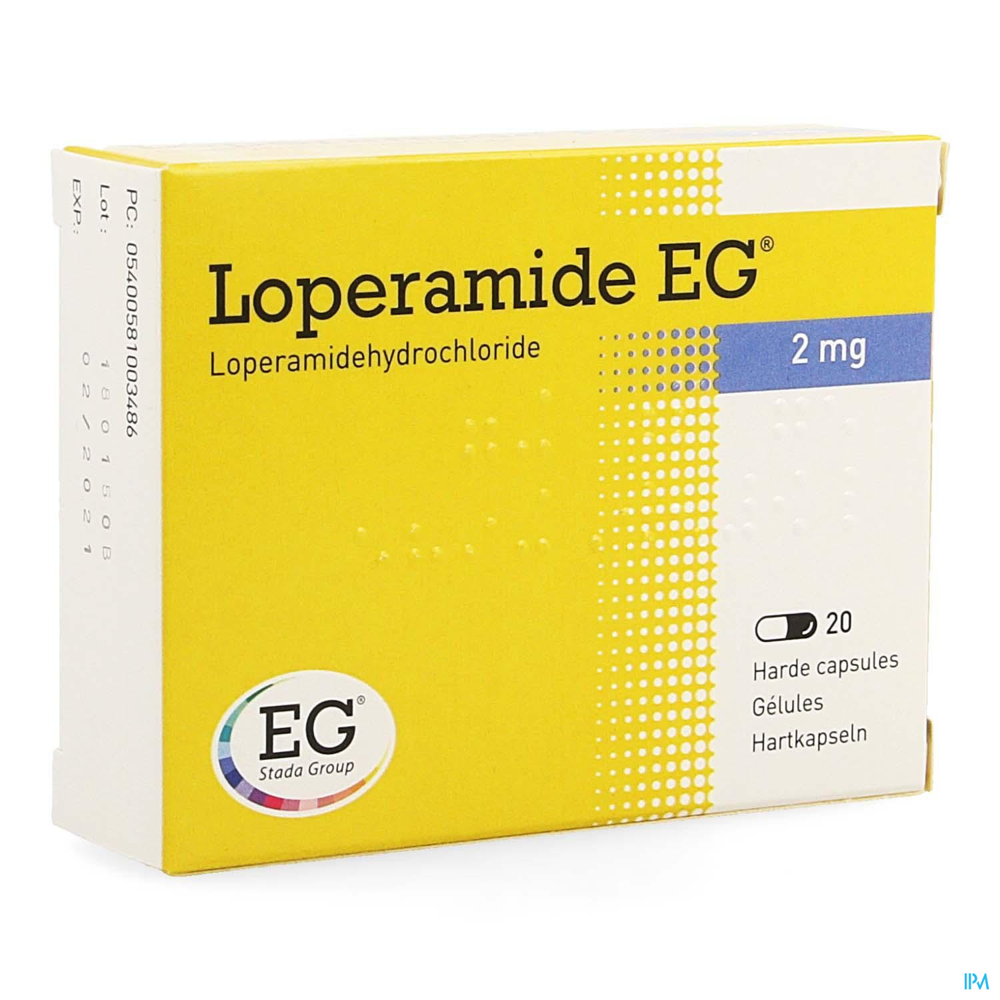 Loperamide EG®
Loperamidehydrochloride
2 mg
20
Harde capsules
Gélules
Hartkapseln
EG®
Stada Group
PC: 05400581003486
Lot : 180150B
EXP.: 02/2021
IPM